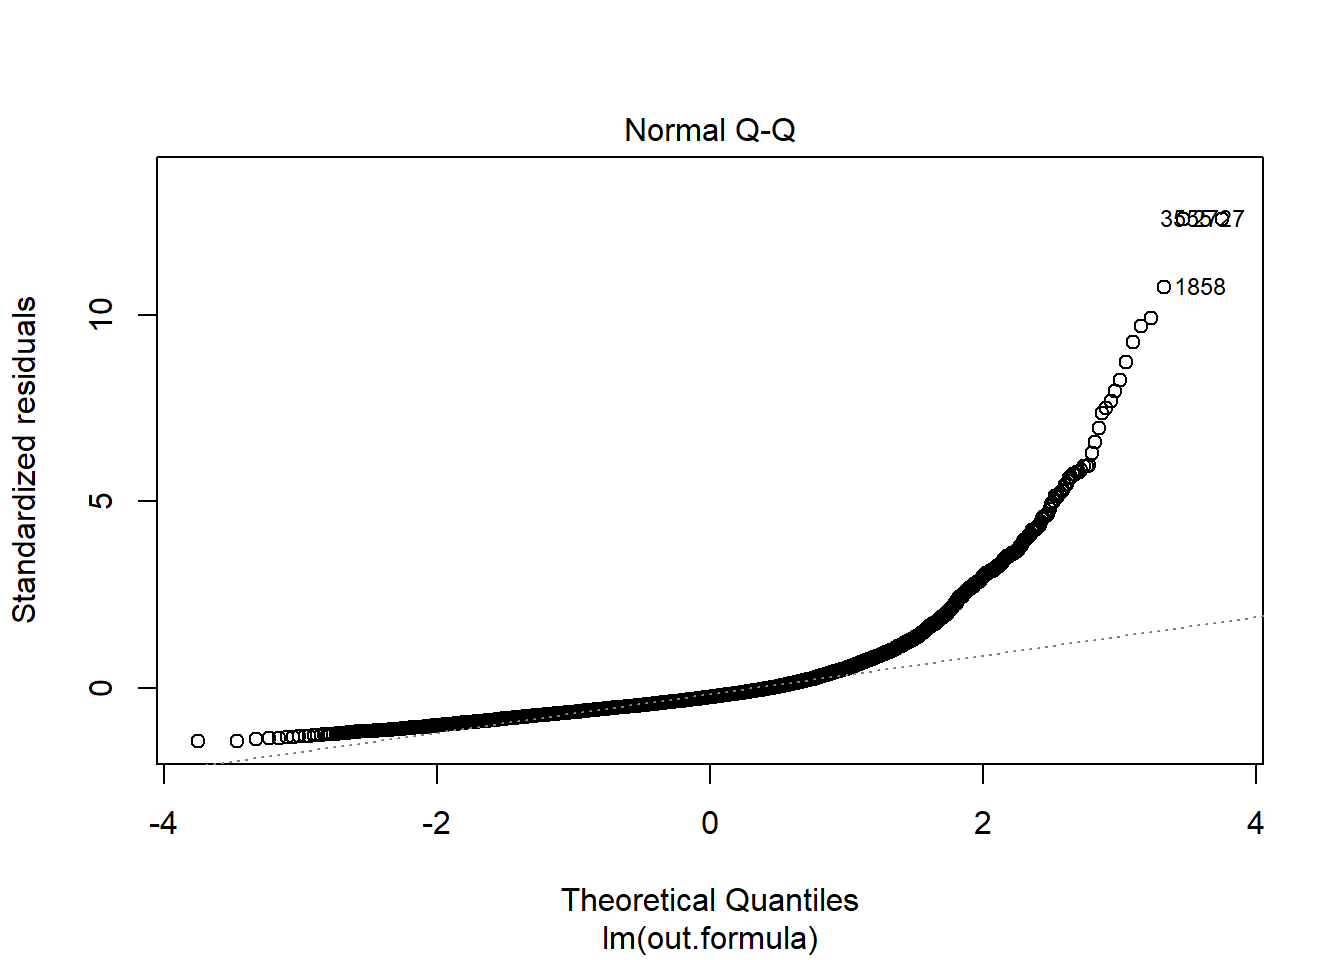 Normal Q-Q
1858
10
5
0
Standardized residuals
-4 -2 0 2 4
Theoretical Quantiles
lm(out.formula)